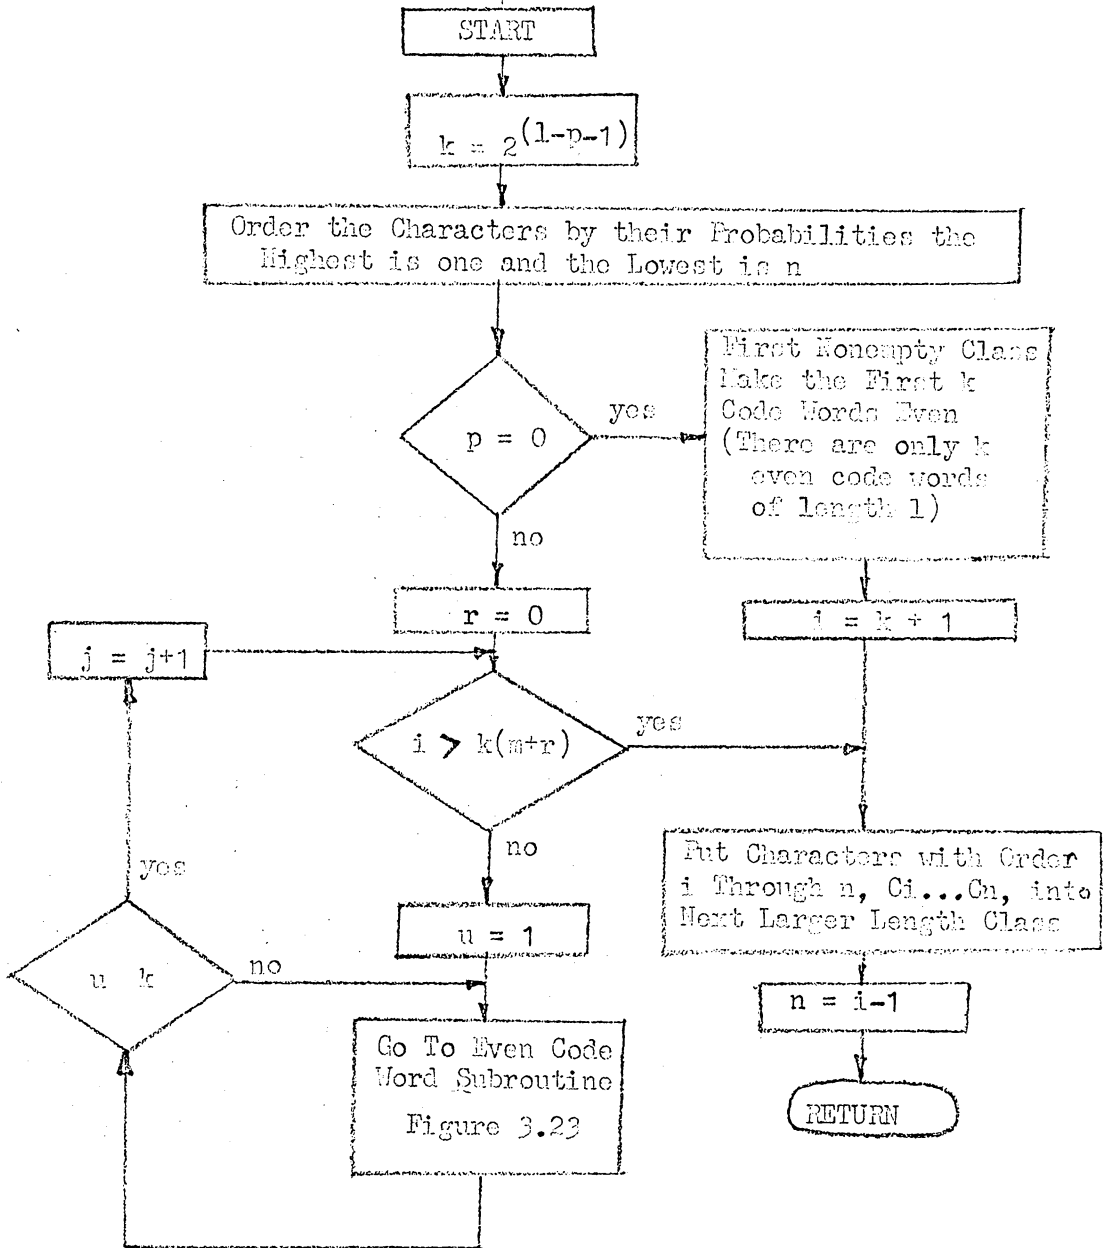 START
k = 2(1-p-1)
Order the Characters by their Probabilities the
Highest is one and the Lowest is n
p = 0
yes
First Nonempty Class
Make the First k
Code Words Even
(There are only k
even code words
of length l)
no
r = 0
i = k + 1
j = j+1
i > k(m+r)
yes
no
Put Characters with Order
i Through n, Ci...Cn, into
Next Larger Length Class
yes
u = 1
u k
no
n = i-1
Go To Even Code
Word Subroutine
Figure 3.23
RETURN